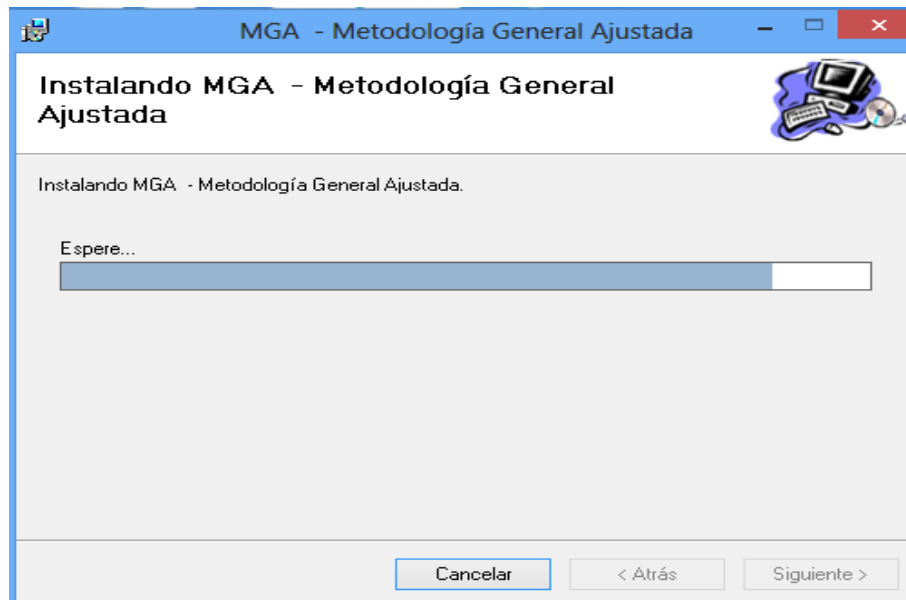 MGA - Metodología General Ajustada
Instalando MGA - Metodología General
Ajustada
Instalando MGA - Metodología General Ajustada.
Espere...
Cancelar
< Atrás
Siguiente >